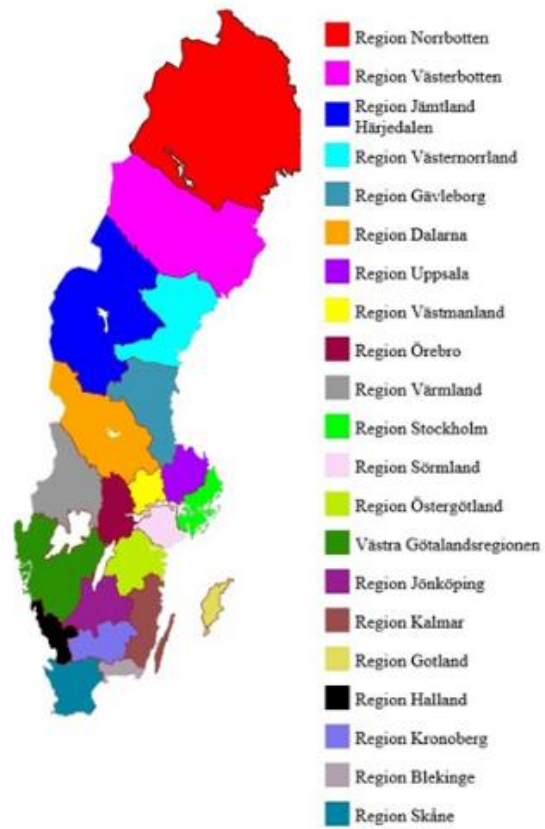 Region Norrbotten
Region Västerbotten
Region Jämtland
Härjedalen
Region Västernorrland
Region Gävleborg
Region Dalarna
Region Uppsala
Region Västmanland
Region Örebro
Region Värmland
Region Stockholm
Region Sörmland
Region Östergötland
Västra Götalandsregionen
Region Jönköping
Region Kalmar
Region Gotland
Region Halland
Region Kronoberg
Region Blekinge
Region Skåne